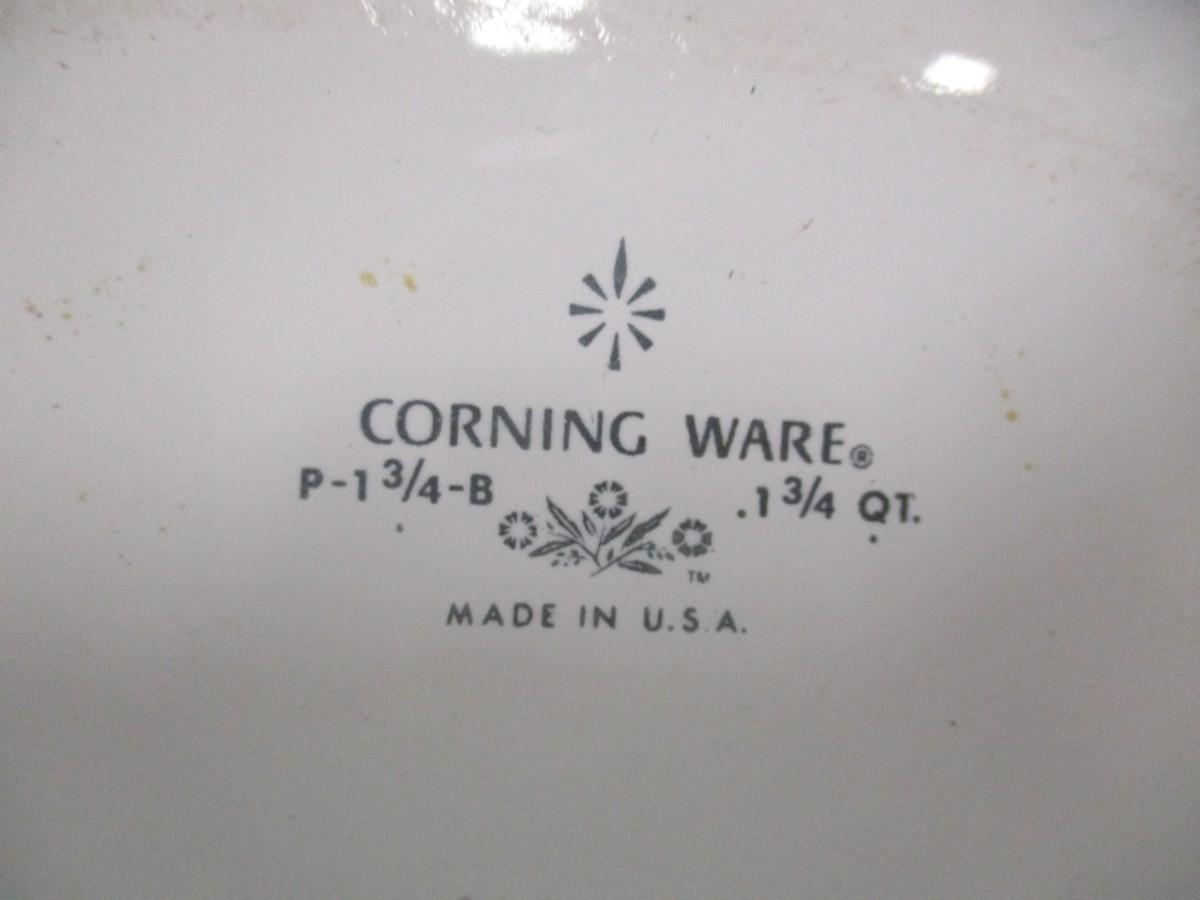 CORNING WARE®
P-1 3/4-B .1 3/4 QT.
TM
MADE IN U.S.A.